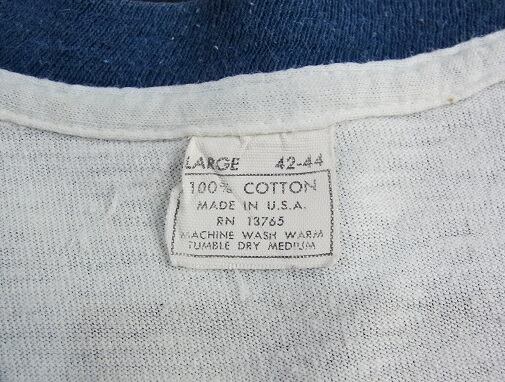 LARGE 42-44
100% COTTON
MADE IN U.S.A.
RN 13765
MACHINE WASH WARM
TUMBLE DRY MEDIUM